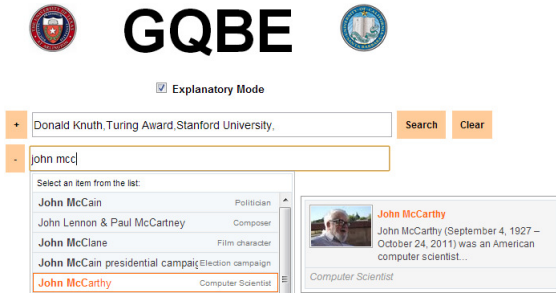 GQBE
Explanatory Mode
+ Donald Knuth,Turing Award,Stanford University, Search Clear
- john mcc
Select an item from the list:
John McCain Politician
John Lennon & Paul McCartney Composer
John McClane Film character
John McCain presidential campaig Election campaign
John McCarthy Computer Scientist
John McCarthy
John McCarthy (September 4, 1927 –
October 24, 2011) was an American
computer scientist...
Computer Scientist